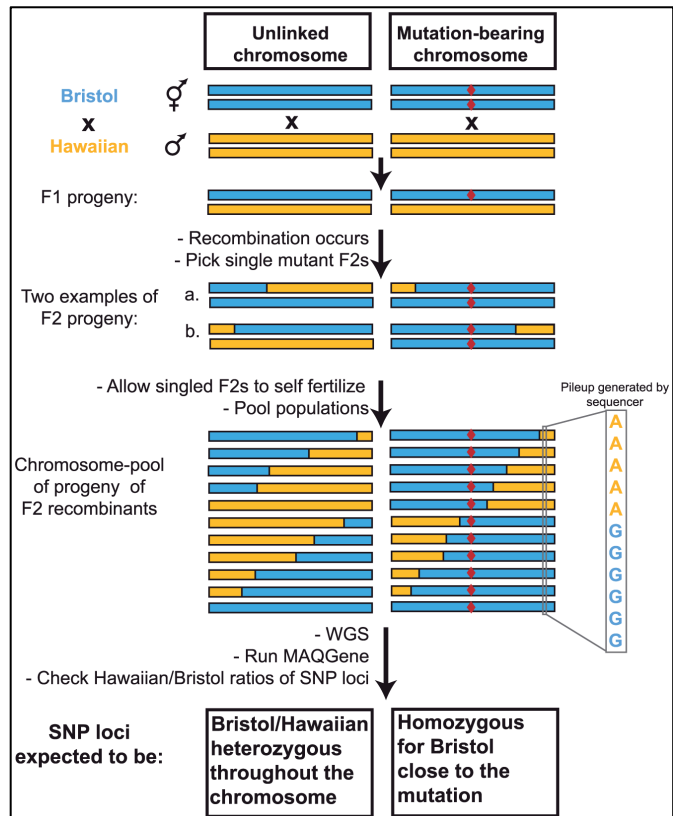 Unlinked
chromosome
Mutation-bearing
chromosome
Bristol
x
Hawaiian
x
x
F1 progeny:
- Recombination occurs
- Pick single mutant F2s
Two examples of
F2 progeny:
a.
b.
- Allow singled F2s to self fertilize
- Pool populations
Pileup generated by
sequencer
Chromosome-pool
of progeny of
F2 recombinants
A
A
A
A
A
G
G
G
G
G
G
- WGS
- Run MAQGene
- Check Hawaiian/Bristol ratios of SNP loci
SNP loci
expected to be:
Bristol/Hawaiian
heterozygous
throughout the
chromosome
Homozygous
for Bristol
close to the
mutation